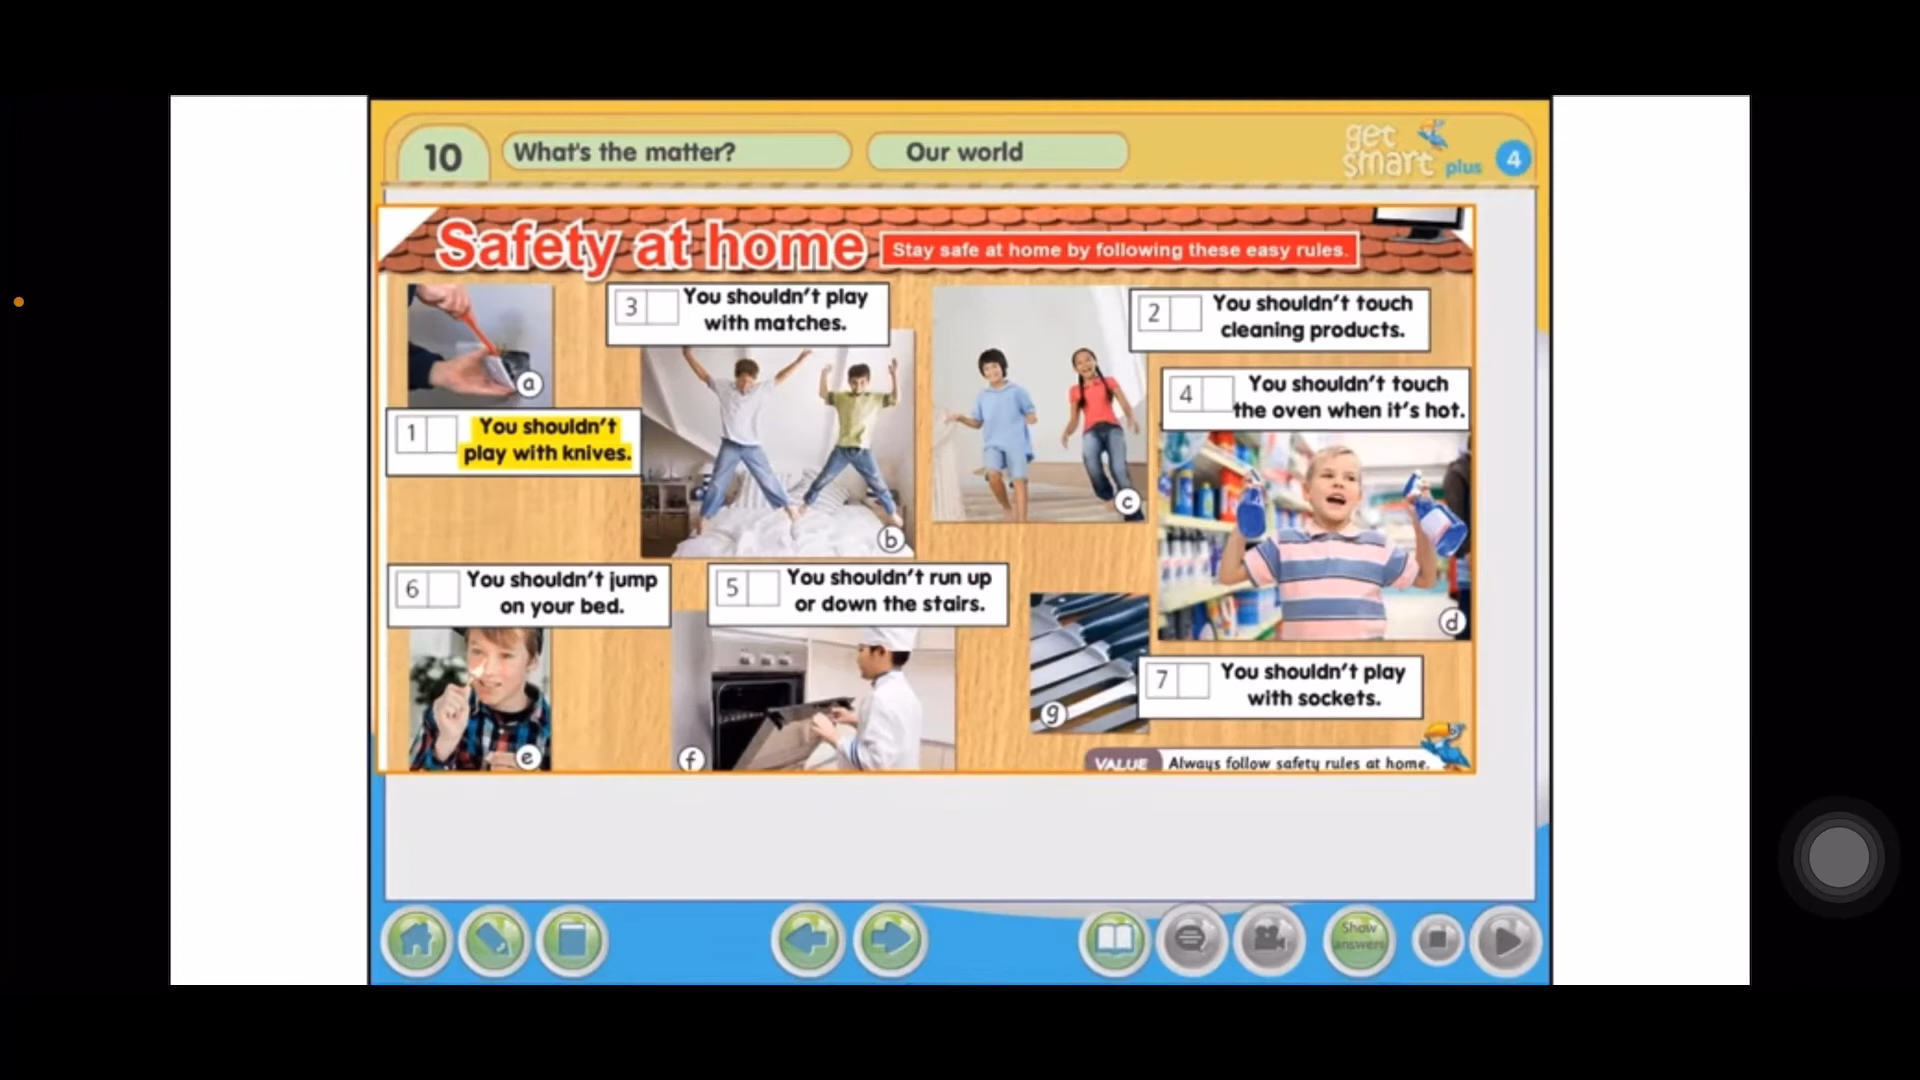 10
What's the matter?
Our world
get
smart
plus
4
Safety at home
Stay safe at home by following these easy rules.
a
3
You shouldn't play
with matches.
2
You shouldn't touch
cleaning products.
1
You shouldn't
play with knives.
b
c
4
You shouldn't touch
the oven when it's hot.
d
6
You shouldn't jump
on your bed.
5
You shouldn't run up
or down the stairs.
e
f
g
7
You shouldn't play
with sockets.
VALUE
Always follow safety rules at home.
Show
answers